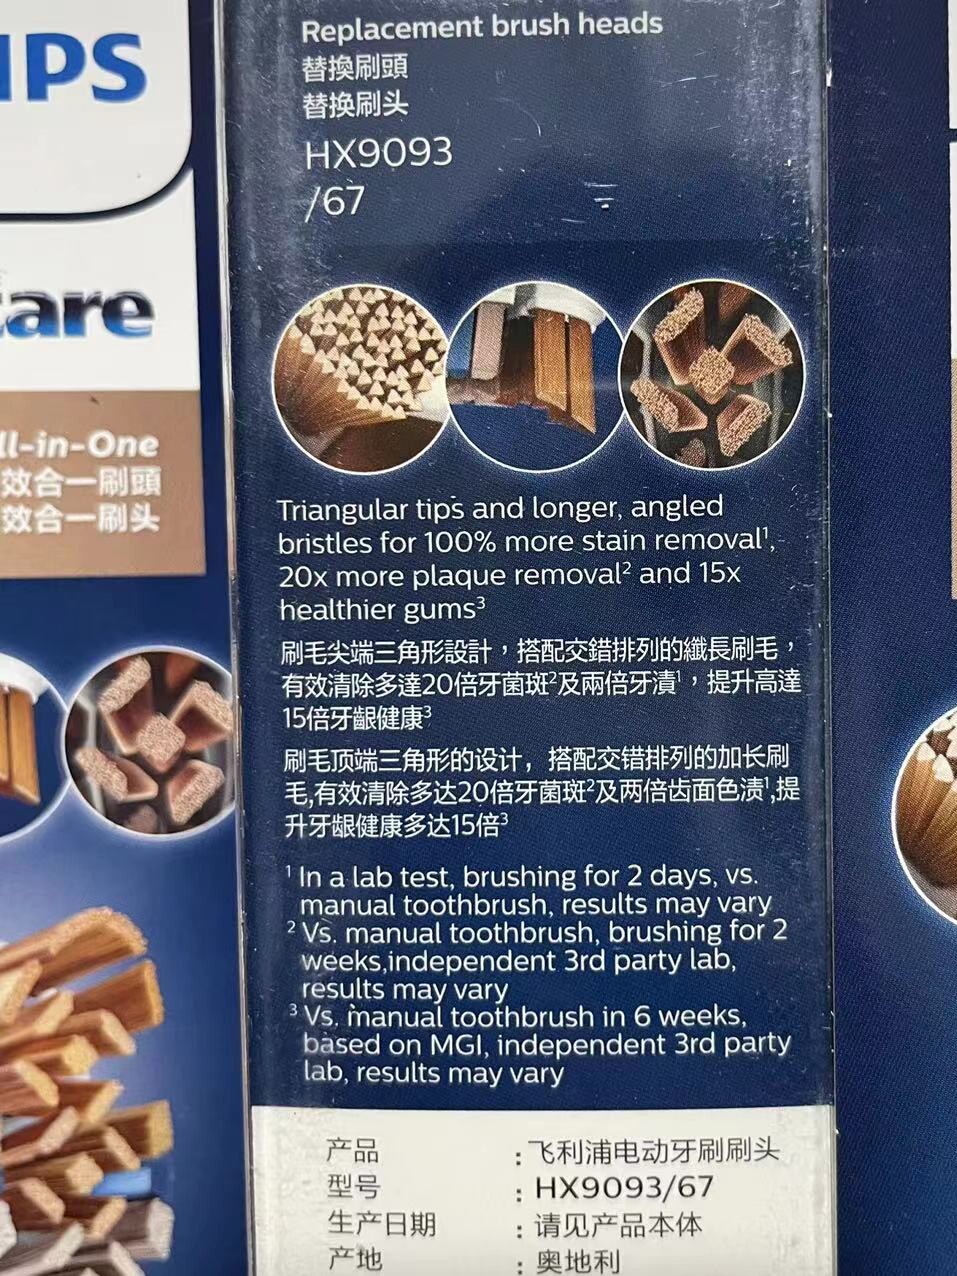 IPS
care
ll-in-One
效合一刷頭
效合一刷头
Replacement brush heads
替換刷頭
替换刷头
HX9093
/67
Triangular tips and longer, angled
bristles for 100% more stain removal¹,
20x more plaque removal² and 15x
healthier gums³
刷毛尖端三角形設計，搭配交錯排列的纖長刷毛，
有效清除多達20倍牙菌斑²及兩倍牙漬¹，提升高達
15倍牙齦健康³
刷毛顶端三角形的设计，搭配交错排列的加长刷
毛,有效清除多达20倍牙菌斑²及两倍齿面色渍¹,提
升牙龈健康多达15倍³
¹ In a lab test, brushing for 2 days, vs.
manual toothbrush, results may vary
² Vs. manual toothbrush, brushing for 2
weeks,independent 3rd party lab,
results may vary
³ Vs. manual toothbrush in 6 weeks,
based on MGI, independent 3rd party
lab, results may vary
产品 : 飞利浦电动牙刷刷头
型号 : HX9093/67
生产日期 : 请见产品本体
产地 : 奥地利